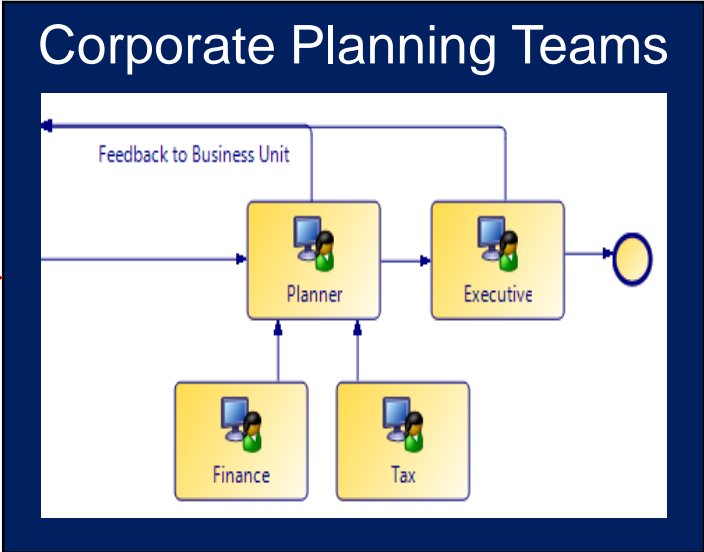 Corporate Planning Teams
Feedback to Business Unit
Planner
Executive
Finance
Tax